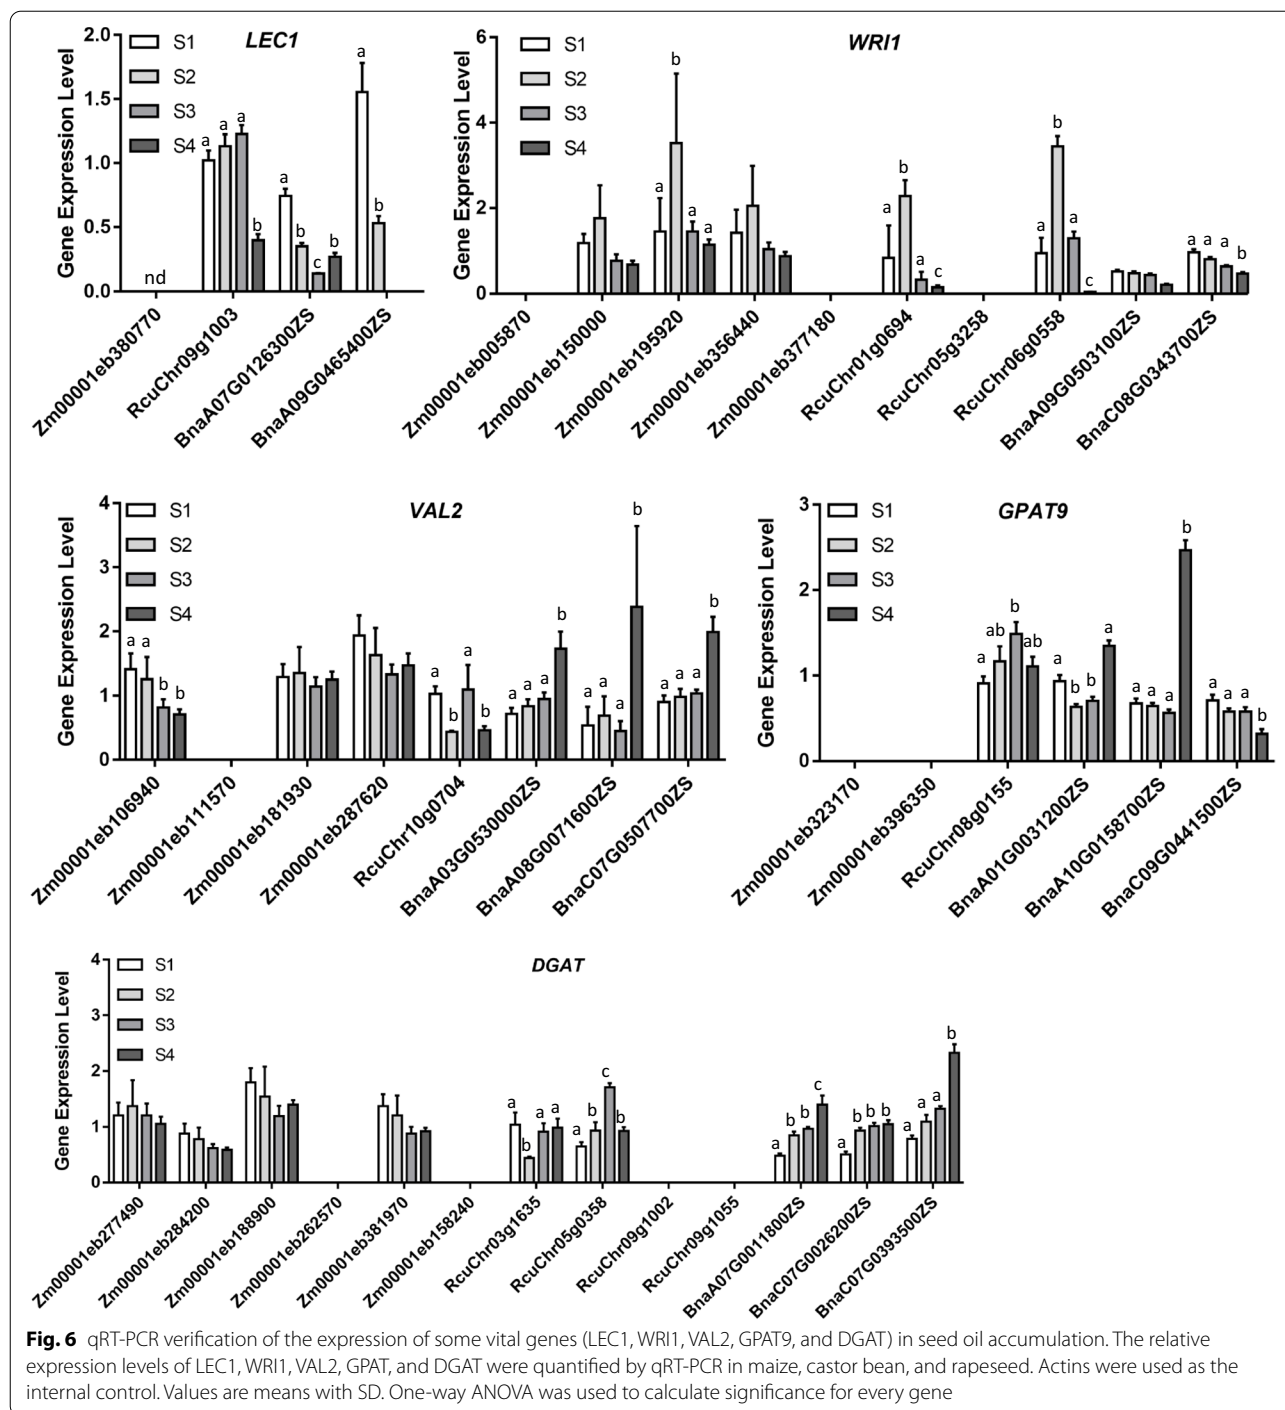 LEC1
Gene Expression Level
2.0
1.5
1.0
0.5
0.0
S1
S2
S3
S4
nd
a a a b
a b c b
a b
Zm00001eb380770
RcuChr09g1003
BnaA07G0126300ZS
BnaA09G0465400ZS
WRI1
Gene Expression Level
6
4
2
0
S1
S2
S3
S4
a b a a
a b a c
a b a c
a a a b
Zm00001eb005870
Zm00001eb150000
Zm00001eb195920
Zm00001eb356440
Zm00001eb377180
RcuChr01g0694
RcuChr05g3258
RcuChr06g0558
BnaA09G0503100ZS
BnaC08G0343700ZS
VAL2
Gene Expression Level
4
3
2
1
0
S1
S2
S3
S4
a a b b
a b a b
a a a b
a a a b
a a a b
Zm00001eb106940
Zm00001eb111570
Zm00001eb181930
Zm00001eb287620
RcuChr10g0704
BnaA03G0530000ZS
BnaA08G0071600ZS
BnaC07G0507700ZS
GPAT9
Gene Expression Level
3
2
1
0
S1
S2
S3
S4
a ab b ab
a b b a
a a a b
a a a b
Zm00001eb323170
Zm00001eb396350
RcuChr08g0155
BnaA01G0031200ZS
BnaA10G0158700ZS
BnaC09G0441500ZS
DGAT
Gene Expression Level
4
3
2
1
0
S1
S2
S3
S4
a b a a
a b c b
a b b c
a b b b
a a a b
Zm00001eb277490
Zm00001eb284200
Zm00001eb188900
Zm00001eb262570
Zm00001eb381970
Zm00001eb158240
RcuChr03g1635
RcuChr05g0358
RcuChr09g1002
RcuChr09g1055
BnaA07G0011800ZS
BnaC07G0026200ZS
BnaC07G0393500ZS
Fig. 6 qRT-PCR verification of the expression of some vital genes (LEC1, WRI1, VAL2, GPAT9, and DGAT) in seed oil accumulation. The relative
expression levels of LEC1, WRI1, VAL2, GPAT, and DGAT were quantified by qRT-PCR in maize, castor bean, and rapeseed. Actins were used as the
internal control. Values are means with SD. One-way ANOVA was used to calculate significance for every gene